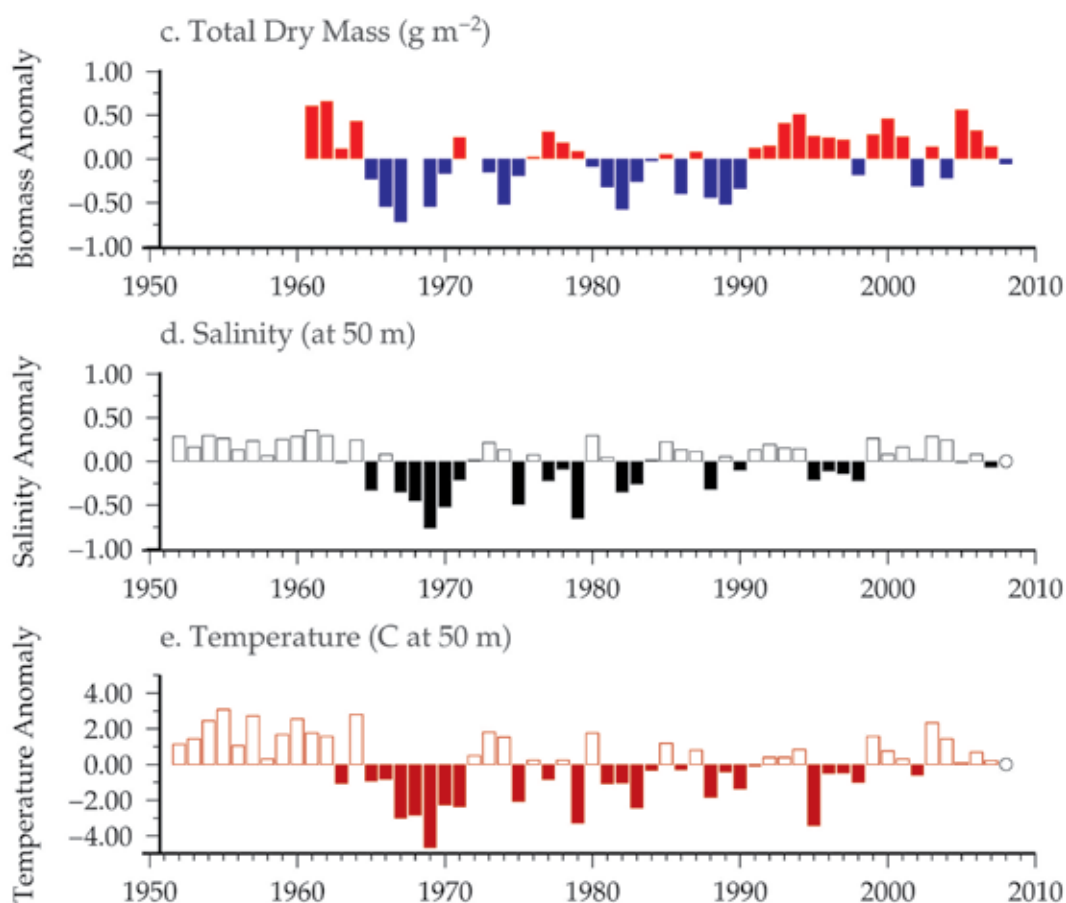 c. Total Dry Mass (g m⁻²)
Biomass Anomaly
1.00
0.50
0.00
−0.50
−1.00
1950 1960 1970 1980 1990 2000 2010
d. Salinity (at 50 m)
Salinity Anomaly
1.00
0.50
0.00
−0.50
−1.00
1950 1960 1970 1980 1990 2000 2010
e. Temperature (C at 50 m)
Temperature Anomaly
4.00
2.00
0.00
−2.00
−4.00
1950 1960 1970 1980 1990 2000 2010